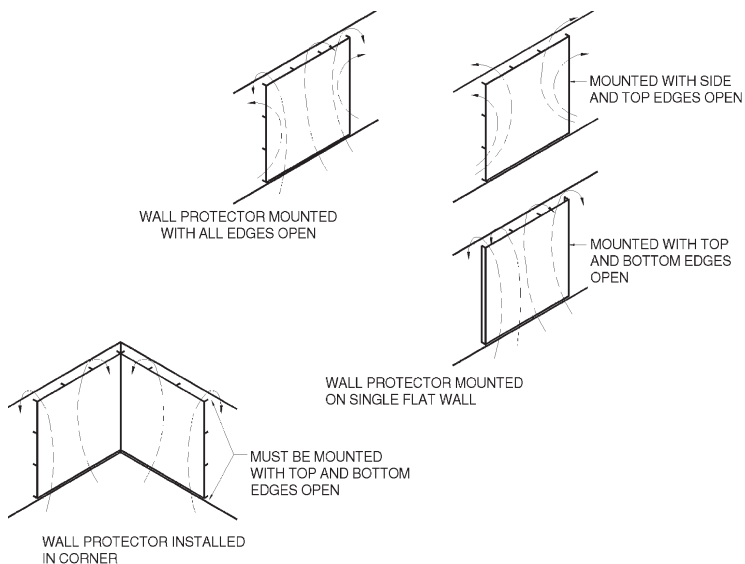 MOUNTED WITH SIDE
AND TOP EDGES OPEN
WALL PROTECTOR MOUNTED
WITH ALL EDGES OPEN
MOUNTED WITH TOP
AND BOTTOM EDGES
OPEN
WALL PROTECTOR MOUNTED
ON SINGLE FLAT WALL
MUST BE MOUNTED
WITH TOP AND BOTTOM
EDGES OPEN
WALL PROTECTOR INSTALLED
IN CORNER